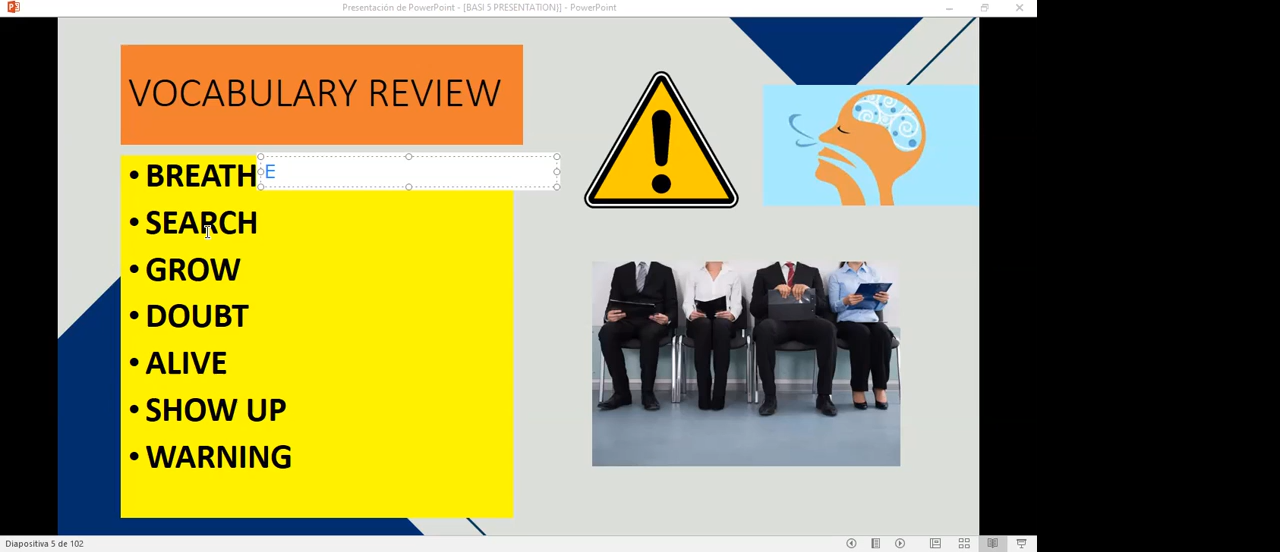 Presentación de PowerPoint - [BASI 5 PRESENTATION)] - PowerPoint
VOCABULARY REVIEW
• BREATH E
• SEARCH
• GROW
• DOUBT
• ALIVE
• SHOW UP
• WARNING
Diapositiva 5 de 102